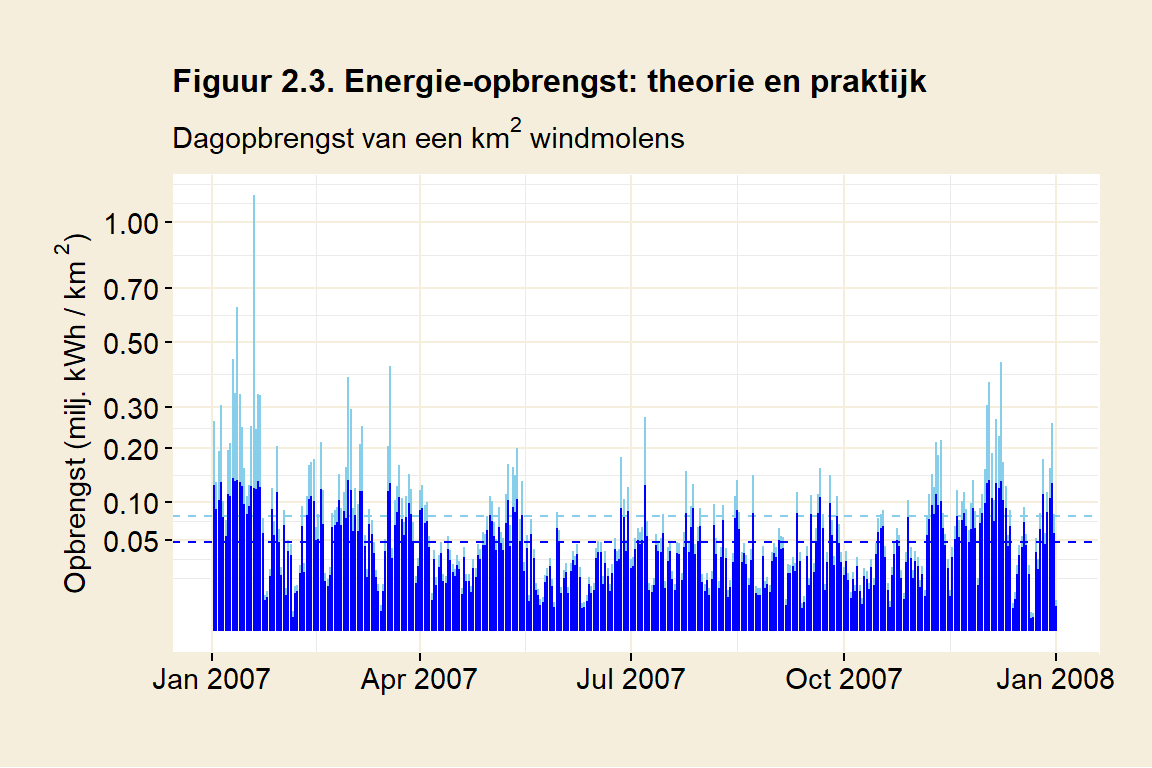 Figuur 2.3. Energie-opbrengst: theorie en praktijk
Dagopbrengst van een km² windmolens
Opbrengst (milj. kWh / km²)
1.00
0.70
0.50
0.30
0.20
0.10
0.05
Jan 2007 Apr 2007 Jul 2007 Oct 2007 Jan 2008